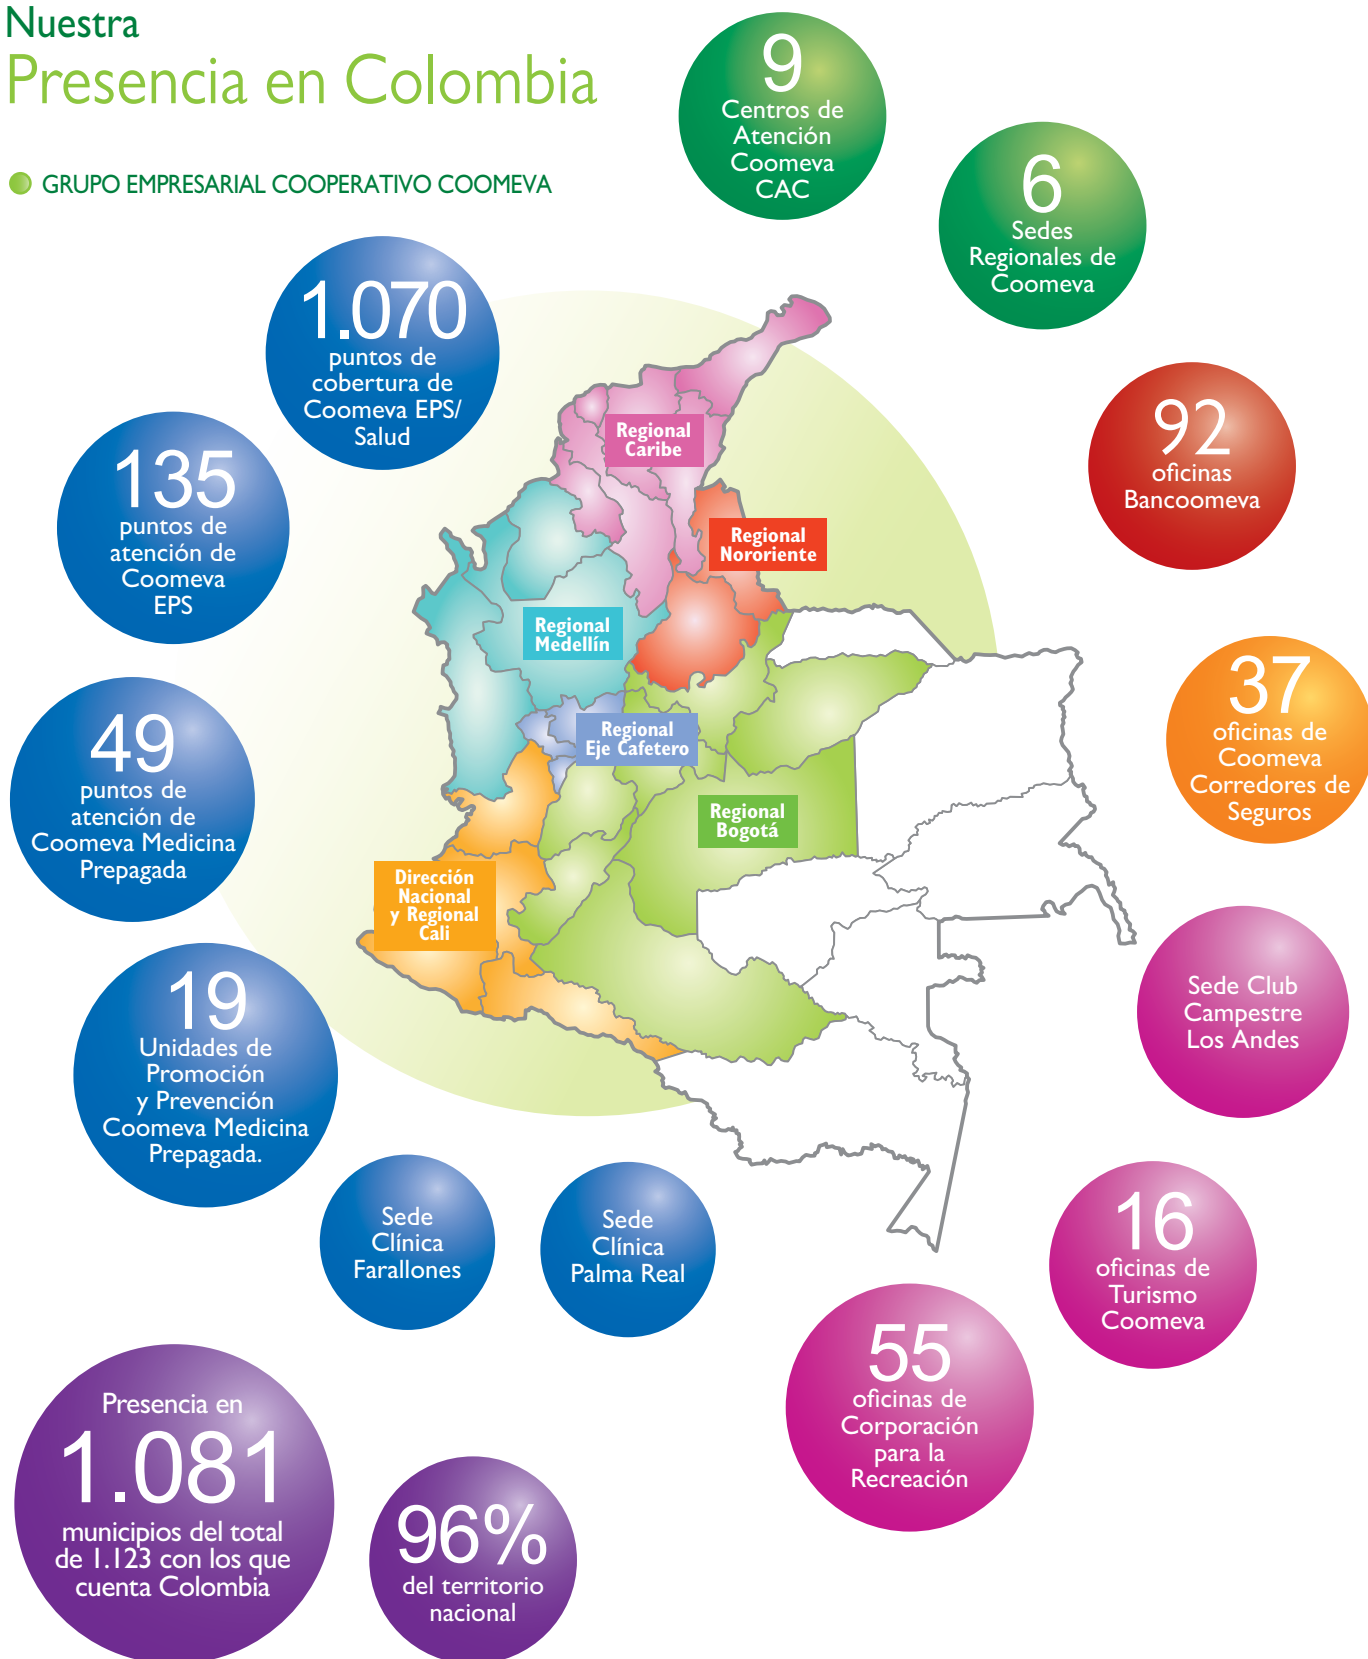 Nuestra
Presencia en Colombia
GRUPO EMPRESARIAL COOPERATIVO COOMEVA
9
Centros de
Atención
Coomeva
CAC
6
Sedes
Regionales de
Coomeva
1.070
puntos de
cobertura de
Coomeva EPS/
Salud
92
oficinas
Bancoomeva
135
puntos de
atención de
Coomeva
EPS
Regional
Caribe
Regional
Nororiente
Regional
Medellín
Regional
Eje Cafetero
Regional
Bogotá
Dirección
Nacional
y Regional
Cali
37
oficinas de
Coomeva
Corredores de
Seguros
49
puntos de
atención de
Coomeva Medicina
Prepagada
Sede Club
Campestre
Los Andes
19
Unidades de
Promoción
y Prevención
Coomeva Medicina
Prepagada.
Sede
Clínica
Farallones
Sede
Clínica
Palma Real
16
oficinas de
Turismo
Coomeva
55
oficinas de
Corporación
para la
Recreación
Presencia en
1.081
municipios del total
de 1.123 con los que
cuenta Colombia
96%
del territorio
nacional